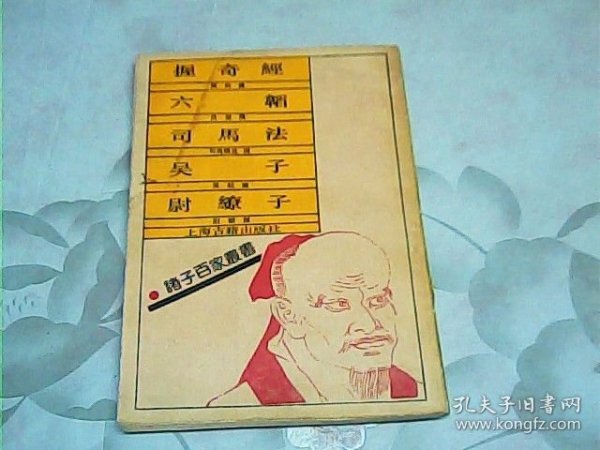 握奇經
六韜
司馬法
吳子
尉繚子
上海古籍出版社
諸子百家叢書
孔夫子旧书网
www.kongfz.com